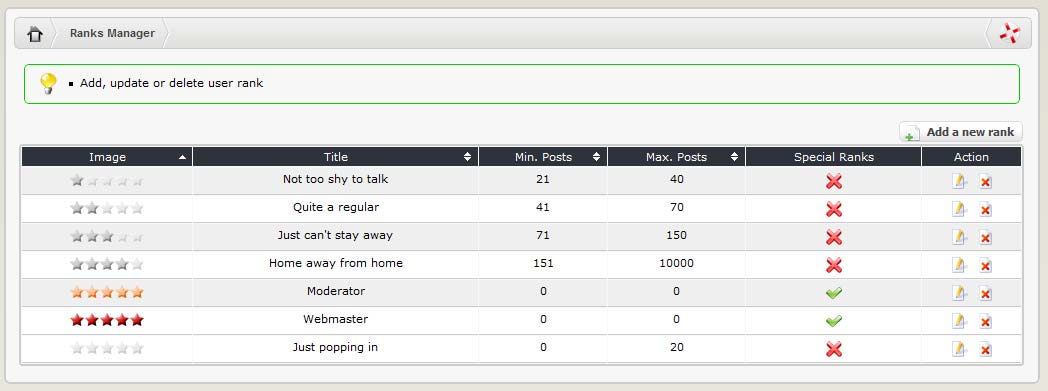 Ranks Manager
Add, update or delete user rank
Add a new rank
Image Title Min. Posts Max. Posts Special Ranks Action
Not too shy to talk 21 40
Quite a regular 41 70
Just can't stay away 71 150
Home away from home 151 10000
Moderator 0 0
Webmaster 0 0
Just popping in 0 20